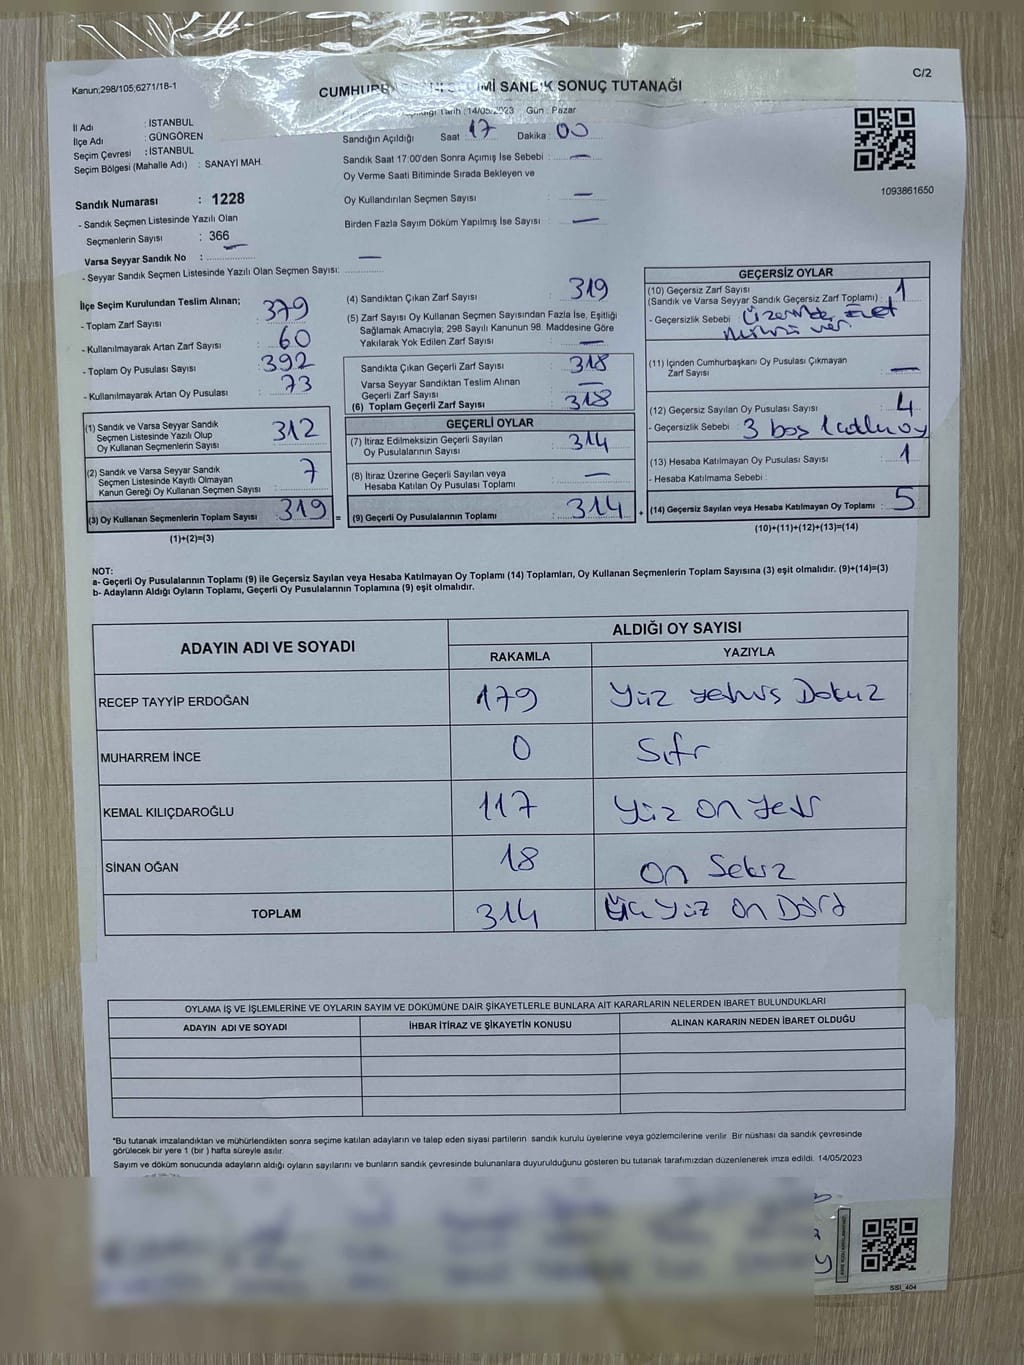 Kanun;298/105;6271/18-1
C/2
SANDIK SONUÇ TUTANAĞI
Tarih :14/05/2023 Gün : Pazar
İl Adı : İSTANBUL
İlçe Adı : GÜNGÖREN
Seçim Çevresi : İSTANBUL
Seçim Bölgesi (Mahalle Adı) : SANAYİ MAH.
Sandık Numarası : 1228
- Sandık Seçmen Listesinde Yazılı Olan
Seçmenlerin Sayısı : 366
Varsa Seyyar Sandık No : —
- Seyyar Sandık Seçmen Listesinde Yazılı Olan Seçmen Sayısı:
Sandığın Açıldığı Saat 17 Dakika : 00
Sandık Saat 17:00'den Sonra Açımış İse Sebebi : —
Oy Verme Saati Bitiminde Sırada Bekleyen ve
Oy Kullandırılan Seçmen Sayısı : —
Birden Fazla Sayım Döküm Yapılmış İse Sayısı : —
1093861650
İlçe Seçim Kurulundan Teslim Alınan;
- Toplam Zarf Sayısı : 379
- Kullanılmayarak Artan Zarf Sayısı : 60
- Toplam Oy Pusulası Sayısı : 392
- Kullanılmayarak Artan Oy Pusulası : 73
(1) Sandık ve Varsa Seyyar Sandık
Seçmen Listesinde Yazılı Olup
Oy Kullanan Seçmenlerin Sayısı : 312
(2) Sandık ve Varsa Seyyar Sandık
Seçmen Listesinde Kayıtlı Olmayan
Kanun Gereği Oy Kullanan Seçmen Sayısı : 7
(3) Oy Kullanan Seçmenlerin Toplam Sayısı : 319
(1)+(2)=(3)
=
(4) Sandıktan Çıkan Zarf Sayısı : 319
(5) Zarf Sayısı Oy Kullanan Seçmen Sayısından Fazla İse, Eşitliği
Sağlamak Amacıyla; 298 Sayılı Kanunun 98. Maddesine Göre
Yakılarak Yok Edilen Zarf Sayısı : —
Sandıkta Çıkan Geçerli Zarf Sayısı : 318
Varsa Seyyar Sandıktan Teslim Alınan
Geçerli Zarf Sayısı : —
(6) Toplam Geçerli Zarf Sayısı : 318
GEÇERLİ OYLAR
(7) İtiraz Edilmeksizin Geçerli Sayılan
Oy Pusulalarının Sayısı : 314
(8) İtiraz Üzerine Geçerli Sayılan veya
Hesaba Katılan Oy Pusulası Toplamı : —
(9) Geçerli Oy Pusulalarının Toplamı : 314
+
GEÇERSİZ OYLAR
(10) Geçersiz Zarf Sayısı
(Sandık ve Varsa Seyyar Sandık Geçersiz Zarf Toplamı) : 1
- Geçersizlik Sebebi : Üzerinde Evet
Mührü var
(11) İçinden Cumhurbaşkanı Oy Pusulası Çıkmayan
Zarf Sayısı : —
(12) Geçersiz Sayılan Oy Pusulası Sayısı : 4
- Geçersizlik Sebebi : 3 boş 1 oy
(13) Hesaba Katılmayan Oy Pusulası Sayısı : 1
- Hesaba Katılmama Sebebi :
(14) Geçersiz Sayılan veya Hesaba Katılmayan Oy Toplamı : 5
(10)+(11)+(12)+(13)=(14)
NOT:
a- Geçerli Oy Pusulalarının Toplamı (9) ile Geçersiz Sayılan veya Hesaba Katılmayan Oy Toplamı (14) Toplamları, Oy Kullanan Seçmenlerin Toplam Sayısına (3) eşit olmalıdır. (9)+(14)=(3)
b- Adayların Aldığı Oyların Toplamı, Geçerli Oy Pusulalarının Toplamına (9) eşit olmalıdır.
ADAYIN ADI VE SOYADI ALDIĞI OY SAYISI
RAKAMLA YAZIYLA
RECEP TAYYİP ERDOĞAN 179 Yüz yetmiş Dokuz
MUHARREM İNCE 0 Sıfır
KEMAL KILIÇDAROĞLU 117 Yüz on yedi
SİNAN OĞAN 18 On Sekiz
TOPLAM 314 Üç Yüz On Dört
OYLAMA İŞ VE İŞLEMLERİNE VE OYLARIN SAYIM VE DÖKÜMÜNE DAİR ŞİKAYETLERLE BUNLARA AİT KARARLARIN NELERDEN İBARET BULUNDUKLARI
ADAYIN ADI VE SOYADI İHBAR İTİRAZ VE ŞİKAYETİN KONUSU ALINAN KARARIN NEDEN İBARET OLDUĞU
*Bu tutanak imzalandıktan ve mühürlendikten sonra seçime katılan adayların ve talep eden siyasi partilerin sandık kurulu üyelerine veya gözlemcilerine verilir. Bir nüshası da sandık çevresinde
görülecek bir yere 1 (bir ) hafta süreyle asılır.
Sayım ve döküm sonucunda adayların aldığı oyların sayılarını ve bunların sandık çevresinde bulunanlara duyurulduğunu gösteren bu tutanak tarafımızdan düzenlenerek imza edildi. 14/05/2023
SSI_404